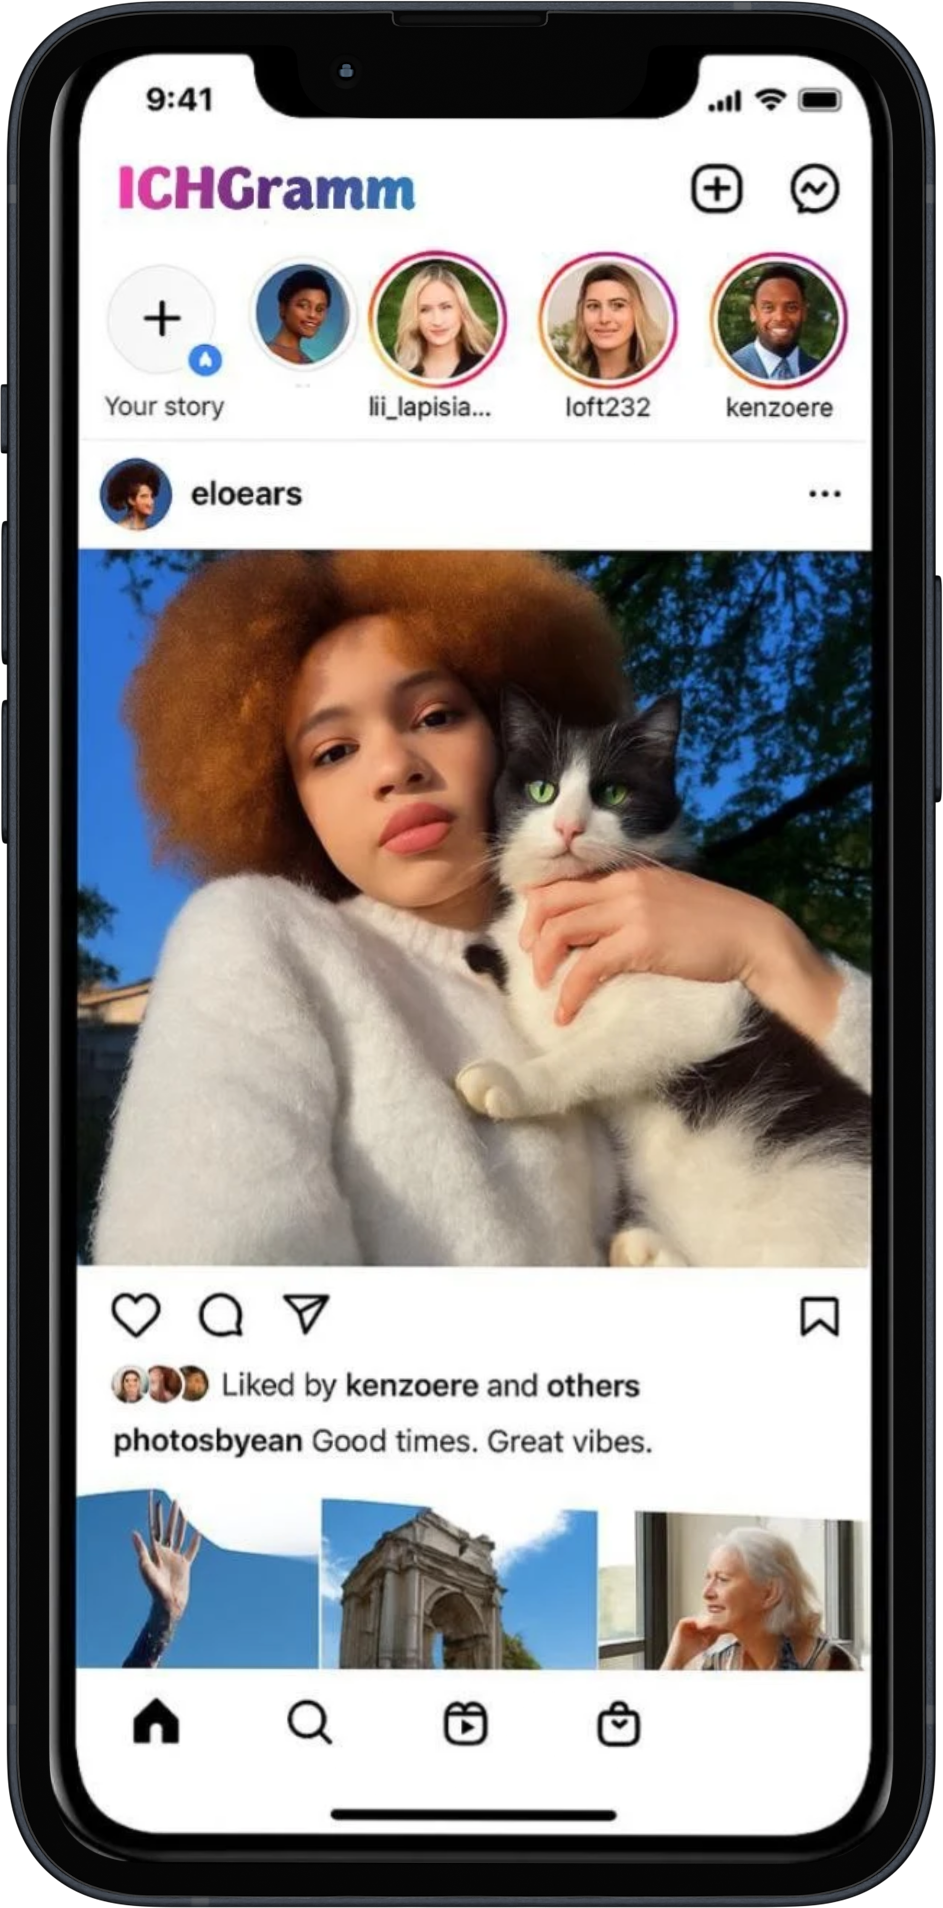 9:41
ICHGramm
Your story
lii_lapisia...
loft232
kenzoere
eloears
Liked by kenzoere and others
photosbyean Good times. Great vibes.